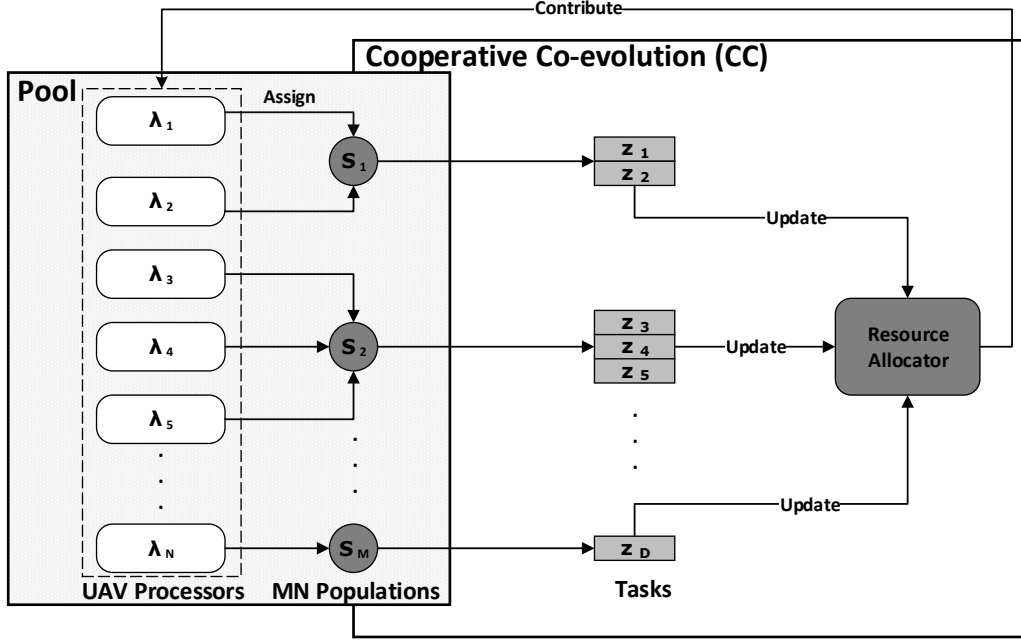 Contribute
Cooperative Co-evolution (CC)
Pool
Assign
λ 1
S 1
z 1
z 2
λ 2
Update
λ 3
z 3
Resource
Allocator
λ 4
S 2
z 4
Update
z 5
λ 5
Update
λ N
S M
z D
UAV Processors
MN Populations
Tasks